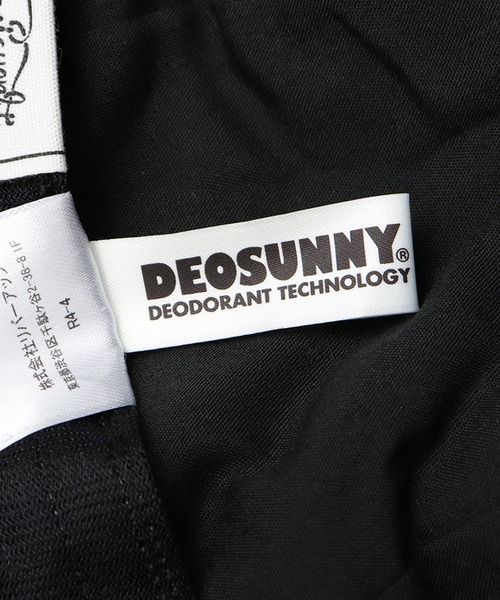 DEOSUNNY®
DEODORANT TECHNOLOGY
株式会社リバーアップ
東京都渋谷区千駄ヶ谷2-38-8 1F
R4-4